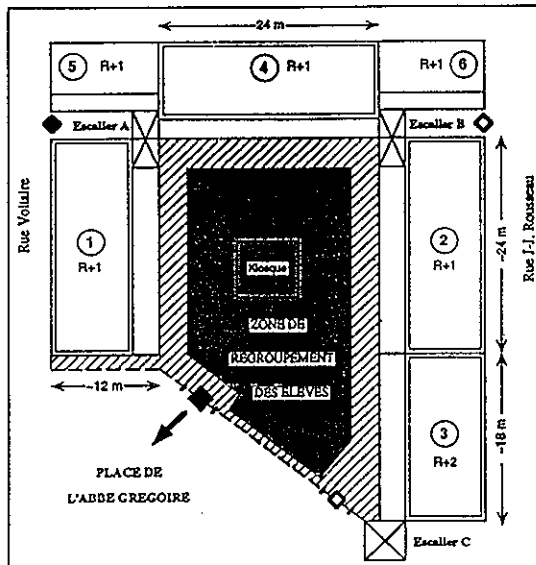 24 m
5
R+1
4
R+1
R+1
6
Escalier A
Escalier B
Rue Voltaire
Rue J-J. Rousseau
1
R+1
2
R+1
~24 m
Kiosque
ZONE DE
REGROUPEMENT
DES ELEVES
~12 m
3
R+2
~18 m
PLACE DE
L'ABBE GREGOIRE
Escalier C